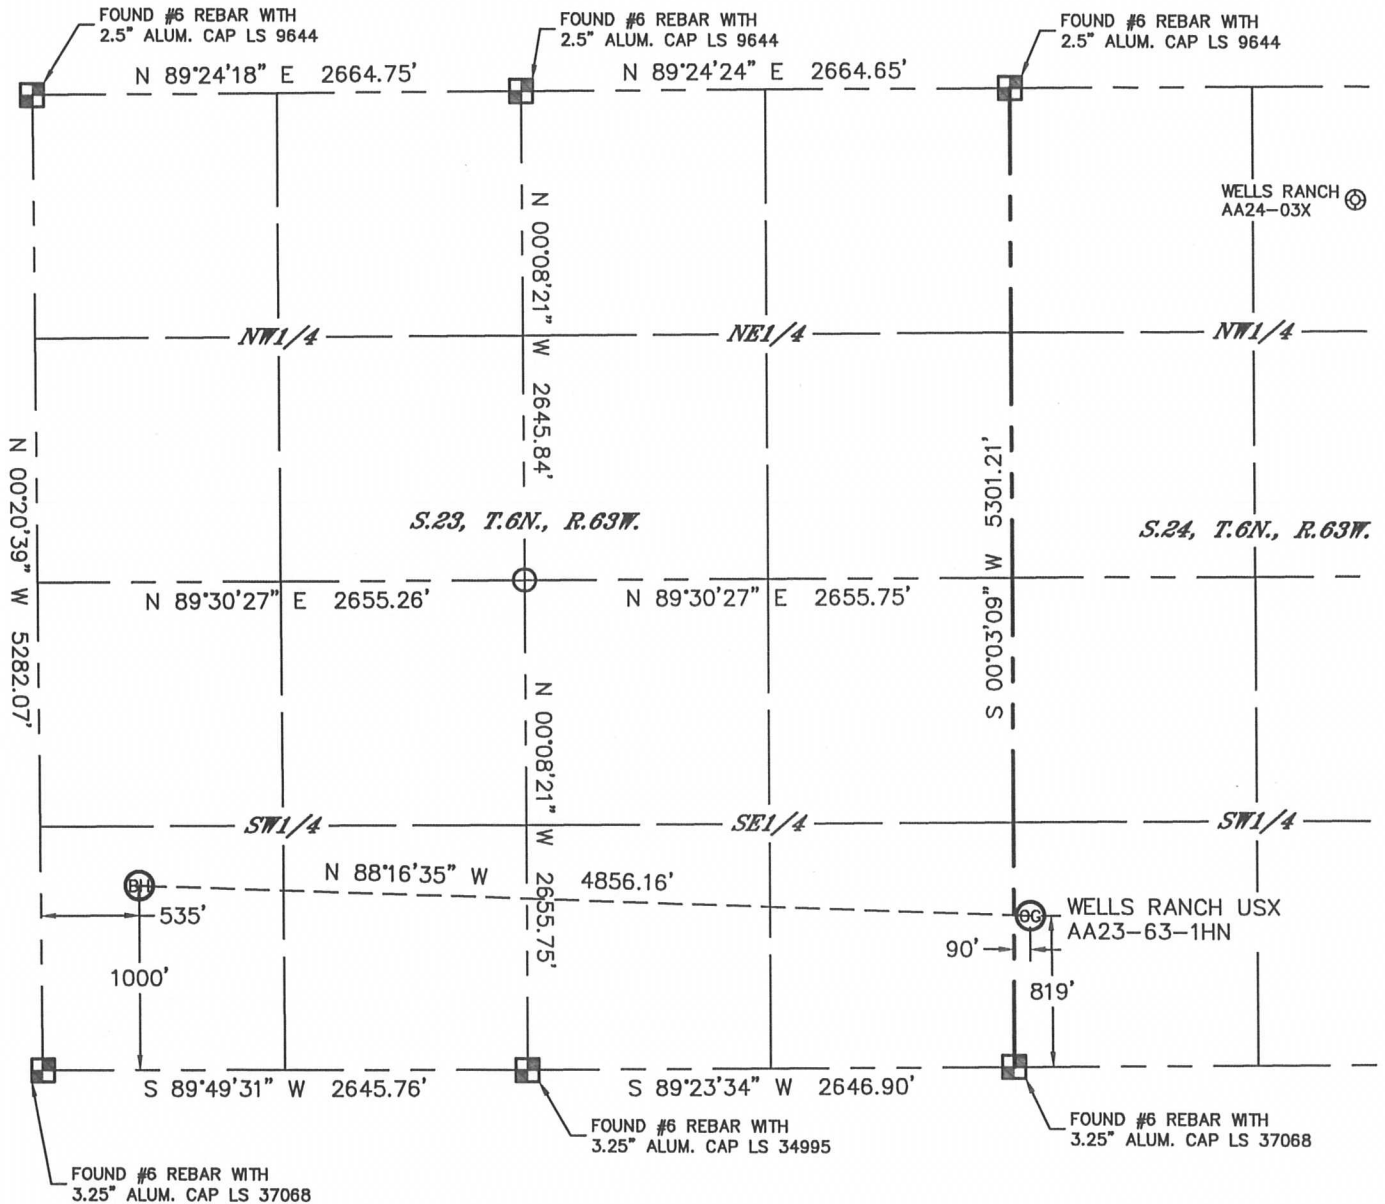 FOUND #6 REBAR WITH
2.5" ALUM. CAP LS 9644
FOUND #6 REBAR WITH
2.5" ALUM. CAP LS 9644
FOUND #6 REBAR WITH
2.5" ALUM. CAP LS 9644
N 89°24'18" E 2664.75'
N 89°24'24" E 2664.65'
WELLS RANCH
AA24-03X
N 00°08'21" W 2645.84'
NW1/4
NE1/4
NW1/4
N 00°20'39" W 5282.07'
S 00°03'09" W 5301.21'
S.23, T.6N., R.63W.
S.24, T.6N., R.63W.
N 89°30'27" E 2655.26'
N 89°30'27" E 2655.75'
N 00°08'21" W 2655.75'
SW1/4
SE1/4
SW1/4
N 88°16'35" W 4856.16'
BH
535'
1000'
OG
WELLS RANCH USX
AA23-63-1HN
90'
819'
S 89°49'31" W 2645.76'
S 89°23'34" W 2646.90'
FOUND #6 REBAR WITH
3.25" ALUM. CAP LS 34995
FOUND #6 REBAR WITH
3.25" ALUM. CAP LS 37068
FOUND #6 REBAR WITH
3.25" ALUM. CAP LS 37068